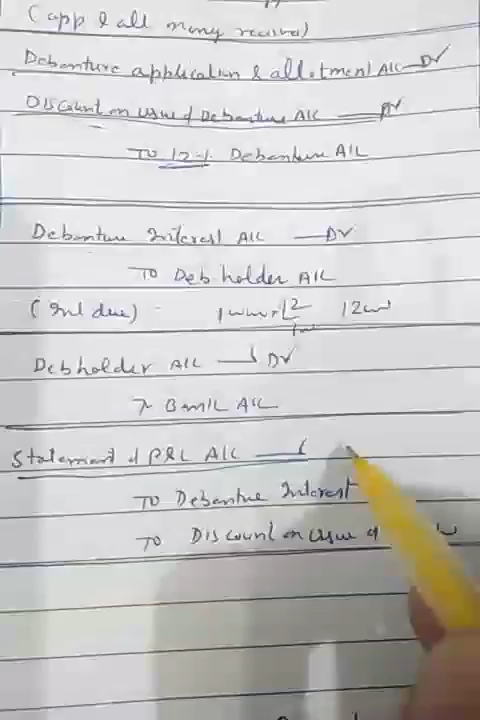 (app & all money received)
Debenture application & allotment A/C — Dr
Discount on issue of Debenture A/C — Dr
To 12% Debenture A/C
Debenture Interest A/C — Dr
To Deb holder A/C
(Int due)
Debholder A/C — Dr
To Bank A/C
Statement of P&L A/C —
To Debenture Interest
To Discount on issue of